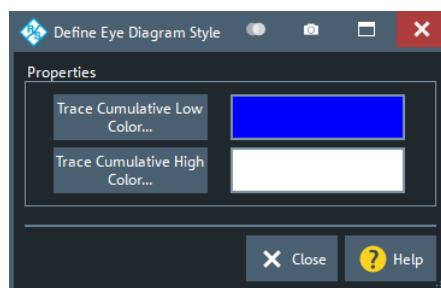 Define Eye Diagram Style
Properties
Trace Cumulative Low
Color...
Trace Cumulative High
Color...
Close
? Help